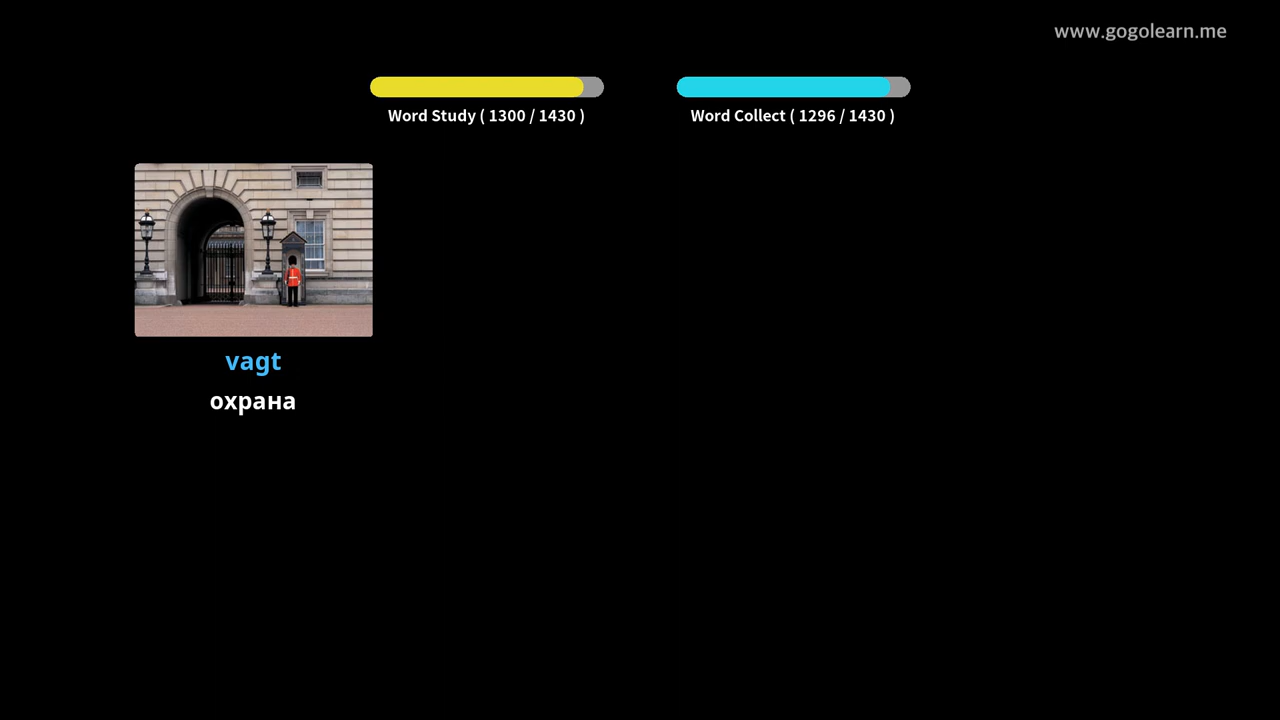 www.gogolearn.me
Word Study ( 1300 / 1430 )
Word Collect ( 1296 / 1430 )
vagt
охрана